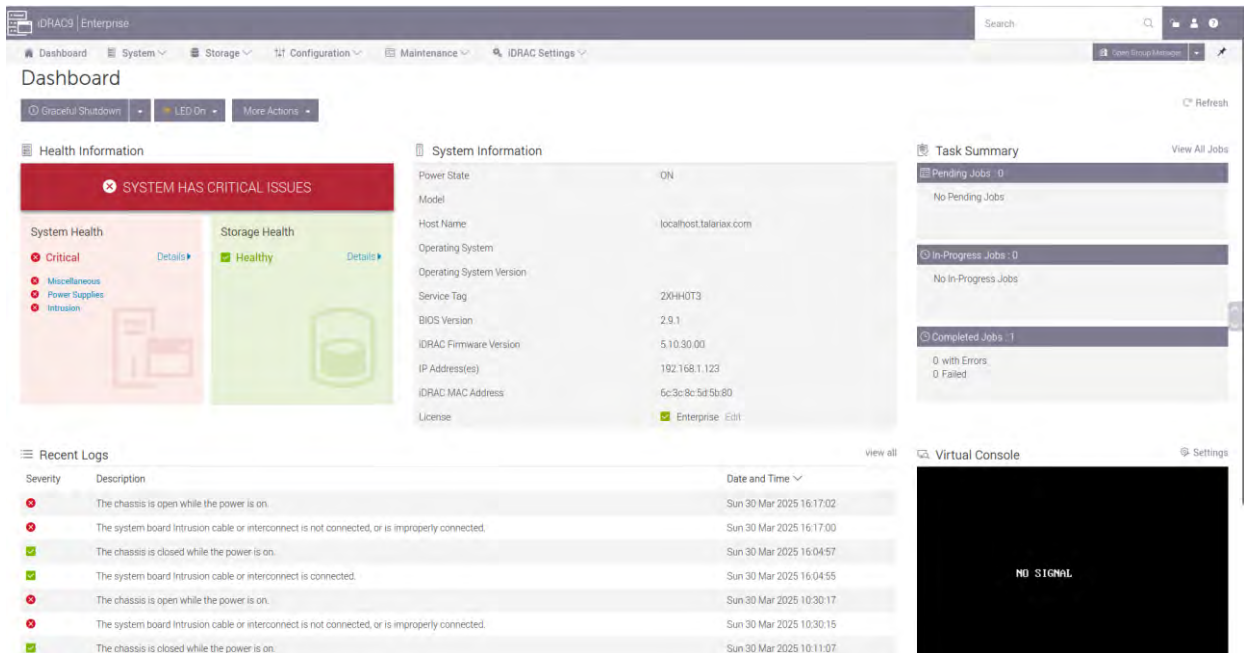 iDRAC9 | Enterprise
Search
Dashboard System Storage Configuration Maintenance iDRAC Settings
Open Group Manager
Dashboard
Graceful Shutdown LED On More Actions
Refresh
Health Information
SYSTEM HAS CRITICAL ISSUES
System Health
Critical Details
Miscellaneous
Power Supplies
Intrusion
Storage Health
Healthy Details
System Information
Power State ON
Model
Host Name localhost.talariax.com
Operating System
Operating System Version
Service Tag 2XHH0T3
BIOS Version 2.9.1
iDRAC Firmware Version 5.10.30.00
IP Address(es) 192.168.1.123
iDRAC MAC Address 6c:3c:8c:5d:5b:80
License Enterprise Edit
Task Summary View All Jobs
Pending Jobs : 0
No Pending Jobs
In-Progress Jobs : 0
No In-Progress Jobs
Completed Jobs : 1
0 with Errors
0 Failed
Recent Logs view all
Severity Description Date and Time
The chassis is open while the power is on. Sun 30 Mar 2025 16:17:02
The system board Intrusion cable or interconnect is not connected, or is improperly connected. Sun 30 Mar 2025 16:17:00
The chassis is closed while the power is on. Sun 30 Mar 2025 16:04:57
The system board Intrusion cable or interconnect is connected. Sun 30 Mar 2025 16:04:55
The chassis is open while the power is on. Sun 30 Mar 2025 10:30:17
The system board Intrusion cable or interconnect is not connected, or is improperly connected. Sun 30 Mar 2025 10:30:15
The chassis is closed while the power is on. Sun 30 Mar 2025 10:11:07
Virtual Console Settings
NO SIGNAL